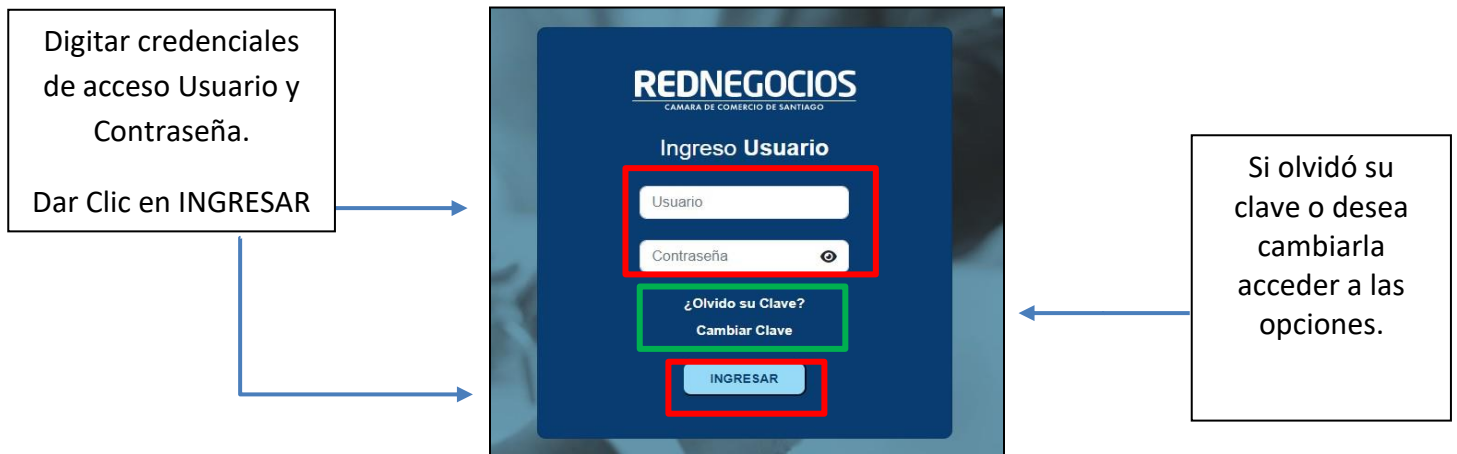 Digitar credenciales
de acceso Usuario y
Contraseña.
Dar Clic en INGRESAR
REDNEGOCIOS
CAMARA DE COMERCIO DE SANTIAGO
Ingreso Usuario
Usuario
Contraseña
¿Olvido su Clave?
Cambiar Clave
INGRESAR
Si olvidó su
clave o desea
cambiarla
acceder a las
opciones.